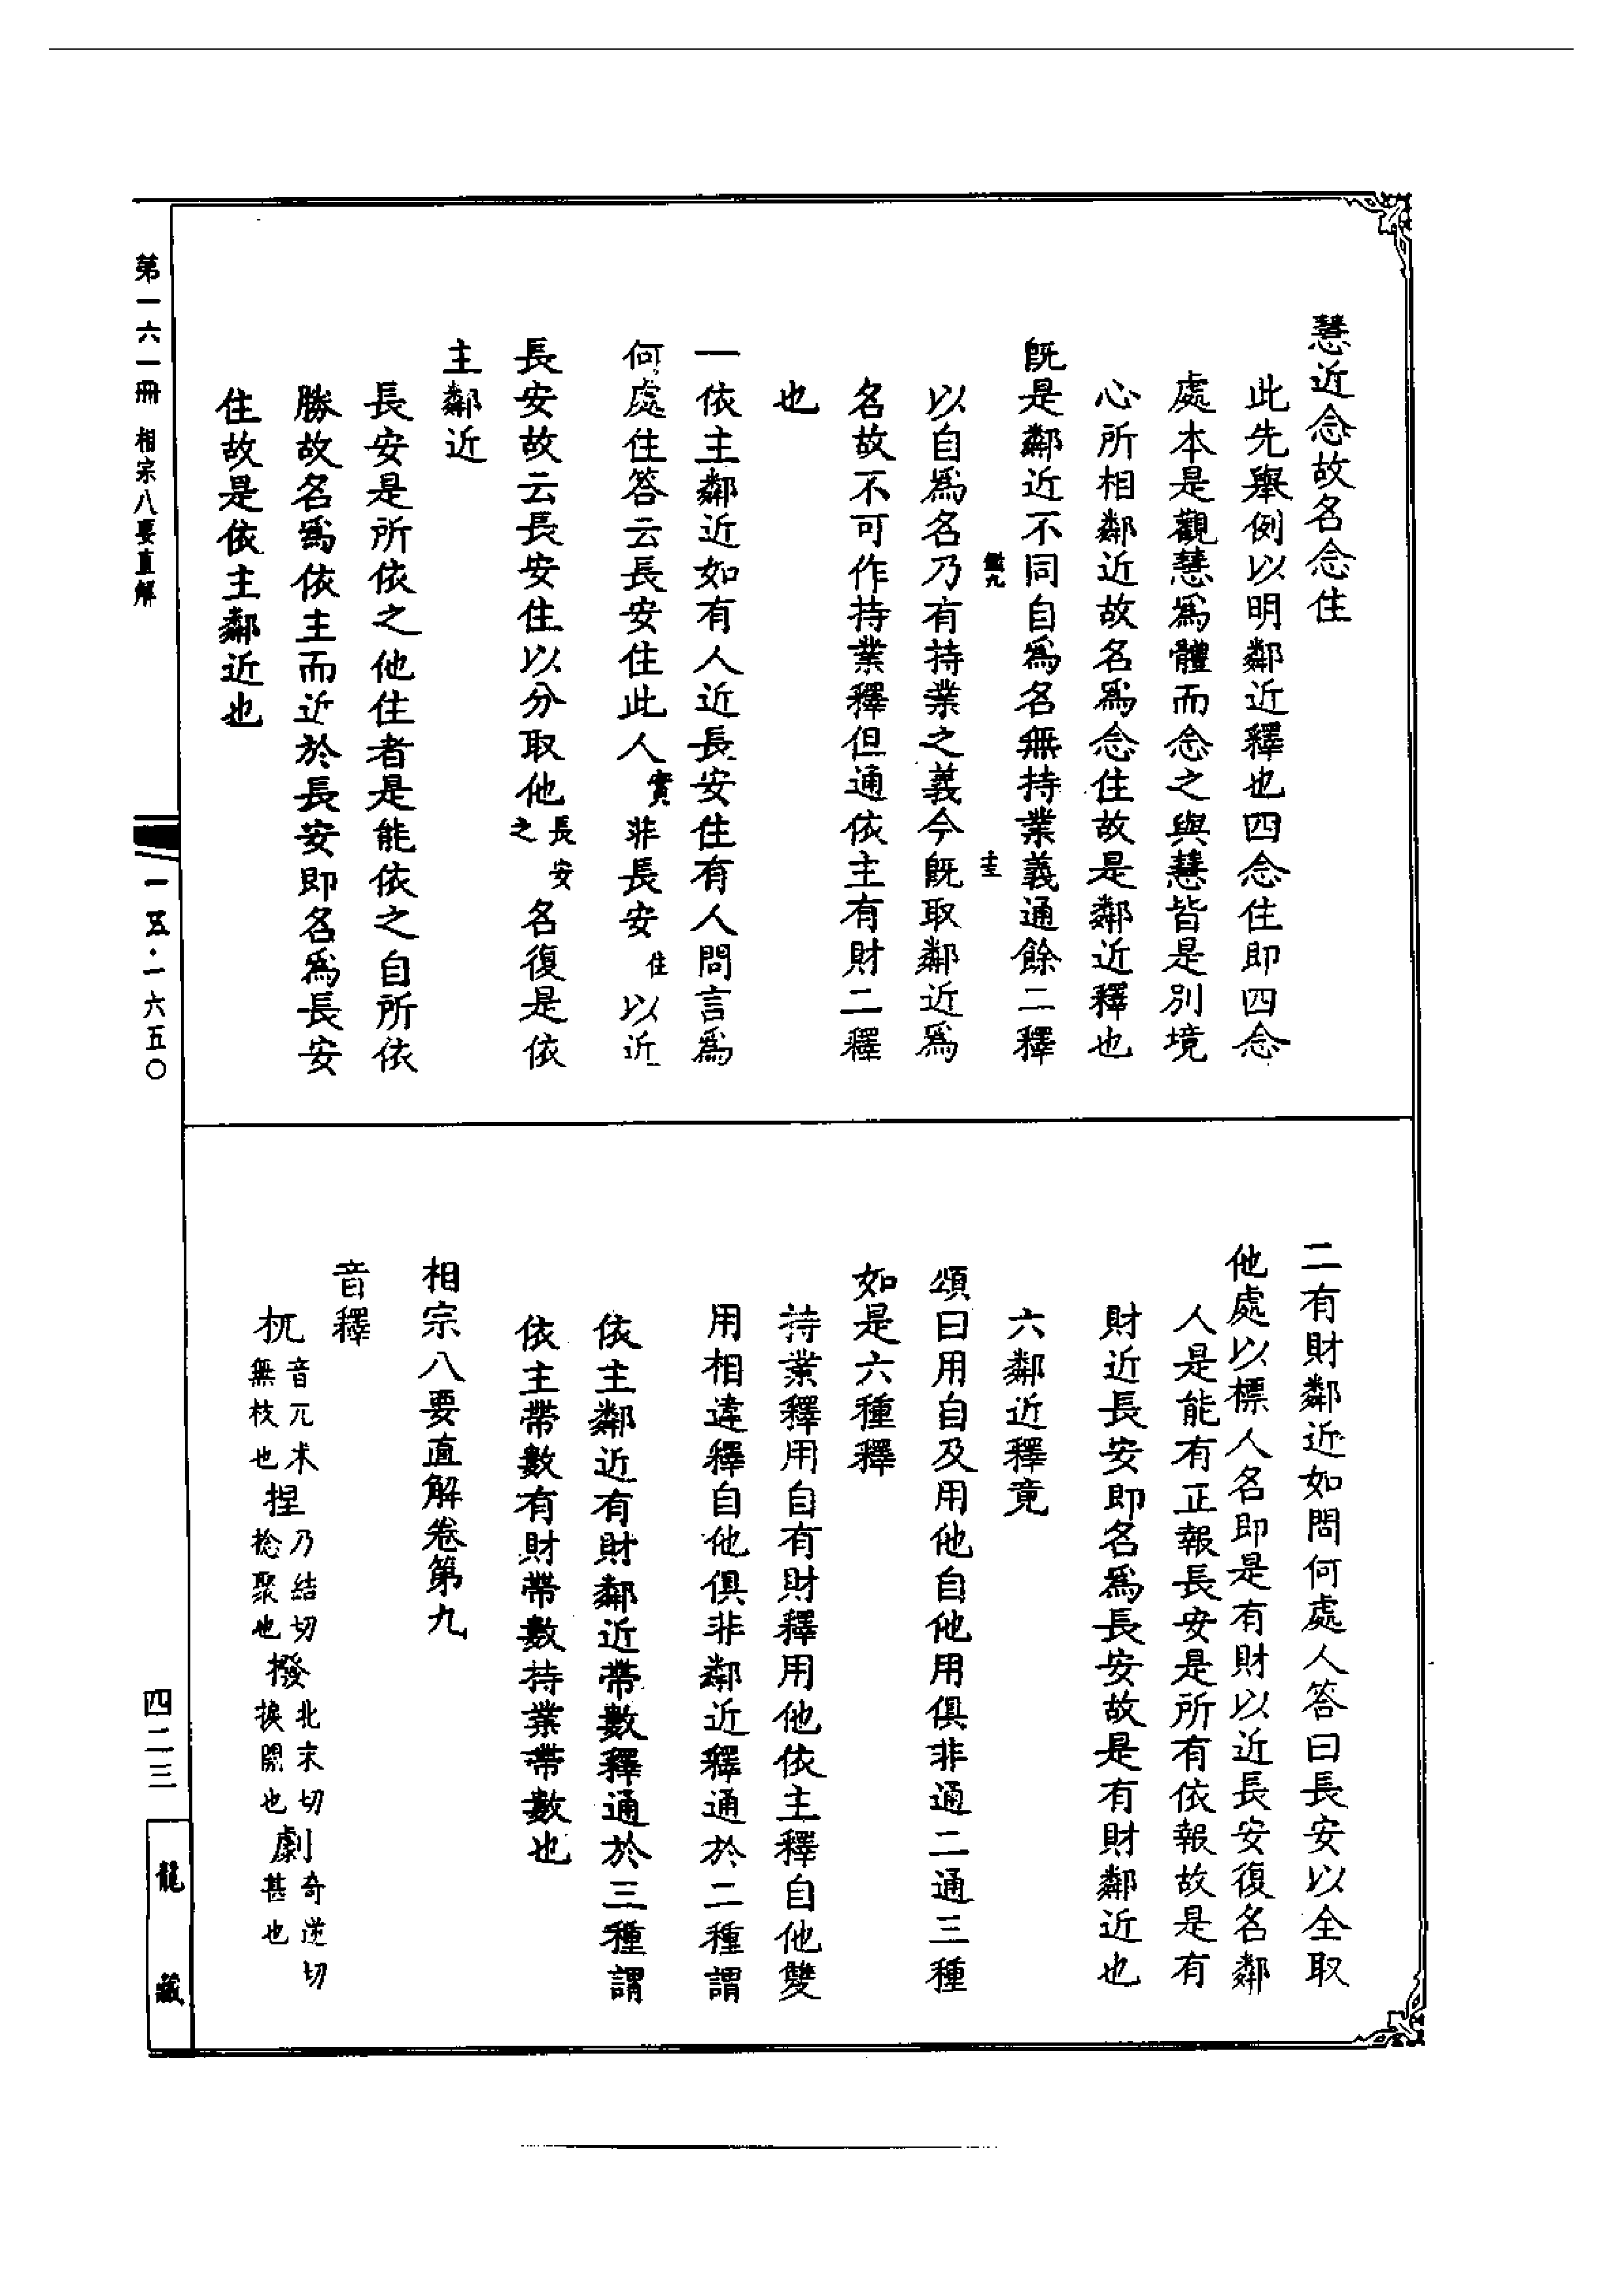 慧近念故名念住
此先舉例以明鄰近釋也四念住即四念
處本是觀慧爲體而念之與慧皆是別境
心所相鄰近故名爲念住故是鄰近釋也
既是鄰近不同自爲名無持業義通餘二釋
以自爲名乃有持業之義今既取鄰近爲
名故不可作持業釋但通依主有財二釋
也
一依主鄰近如有人近長安住有人問言爲
何處住答云長安住此人實非長安住以近
長安故云長安住以分取他長安之名復是依
主鄰近
長安是所依之他住者是能依之自所依
勝故名爲依主而近於長安即名爲長安
住故是依主鄰近也
第一六一冊 相宗八要直解
一五·一六五〇
二有財鄰近如問何處人答曰長安以全取
他處以標人名即是有財以近長安復名鄰
人是能有正報長安是所有依報故是有
財近長安即名爲長安故是有財鄰近也
六鄰近釋竟
頌曰用自及用他自他用俱非通二通三種
如是六種釋
持業釋用自有財釋用他依主釋自他雙
用相違釋自他俱非鄰近釋通於二種謂
依主鄰近有財鄰近帶數釋通於三種謂
依主帶數有財帶數持業帶數也
相宗八要直解卷第九
音釋
杌音兀木無枝也捏乃結切捻聚也撥北末切挨開也劇奇逆切甚也
四二三
龍藏